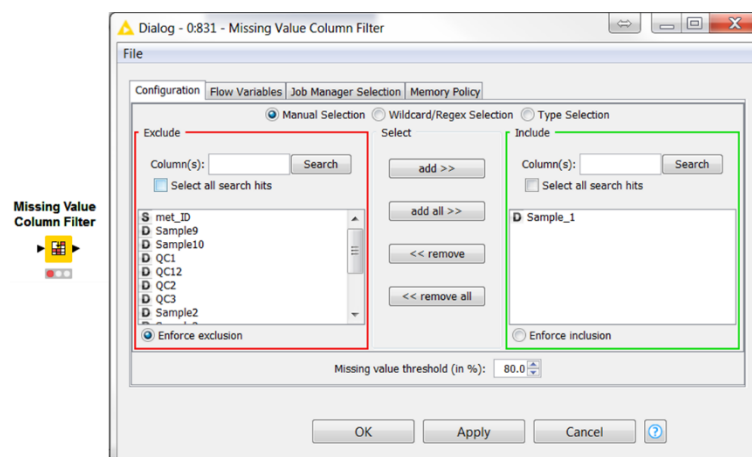 Dialog - 0:831 - Missing Value Column Filter
File
Configuration Flow Variables Job Manager Selection Memory Policy
Manual Selection Wildcard/Regex Selection Type Selection
Exclude Select Include
Column(s): Search add >> Column(s): Search
Select all search hits Select all search hits
Missing Value
Column Filter
add all >>
<< remove
<< remove all
S met_ID
D Sample9
D Sample10
D QC1
D QC12
D QC2
D QC3
D Sample2
D Sample_1
Enforce exclusion Enforce inclusion
Missing value threshold (in %): 80.0
OK Apply Cancel ?